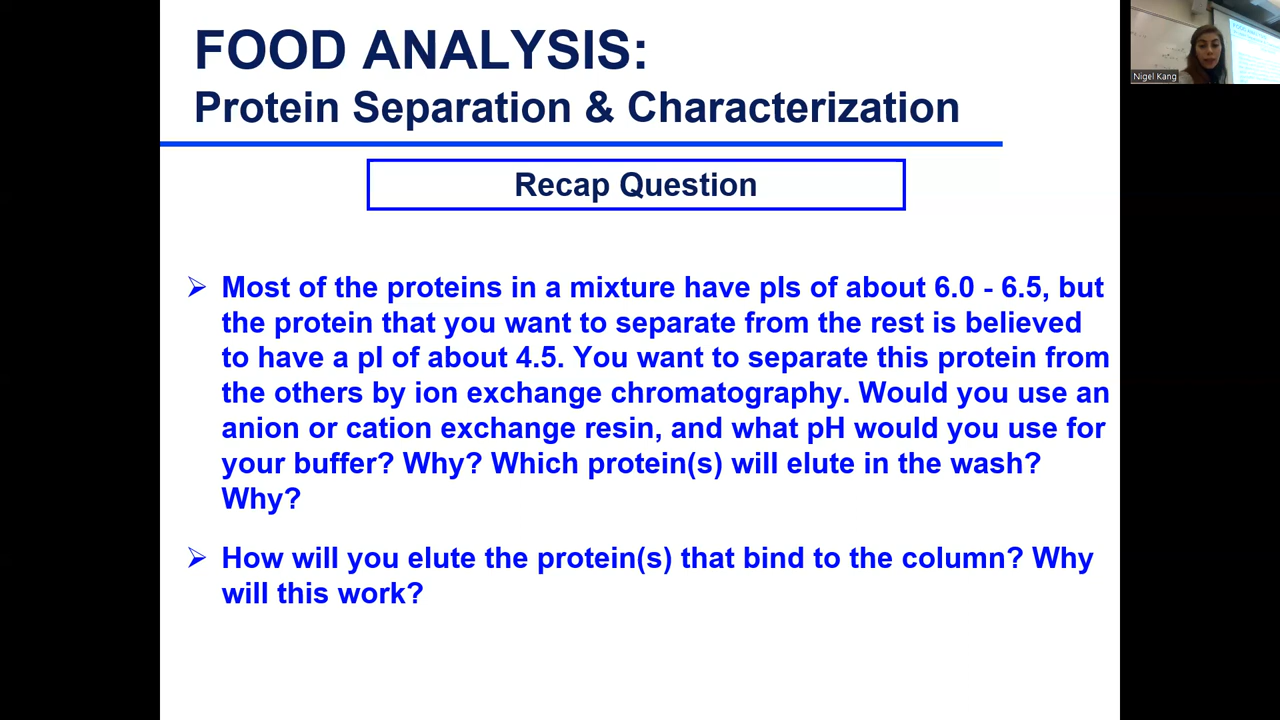 FOOD ANALYSIS:
Protein Separation & Characterization
Recap Question
➢ Most of the proteins in a mixture have pIs of about 6.0 - 6.5, but
the protein that you want to separate from the rest is believed
to have a pI of about 4.5. You want to separate this protein from
the others by ion exchange chromatography. Would you use an
anion or cation exchange resin, and what pH would you use for
your buffer? Why? Which protein(s) will elute in the wash?
Why?
➢ How will you elute the protein(s) that bind to the column? Why
will this work?
Nigel Kang